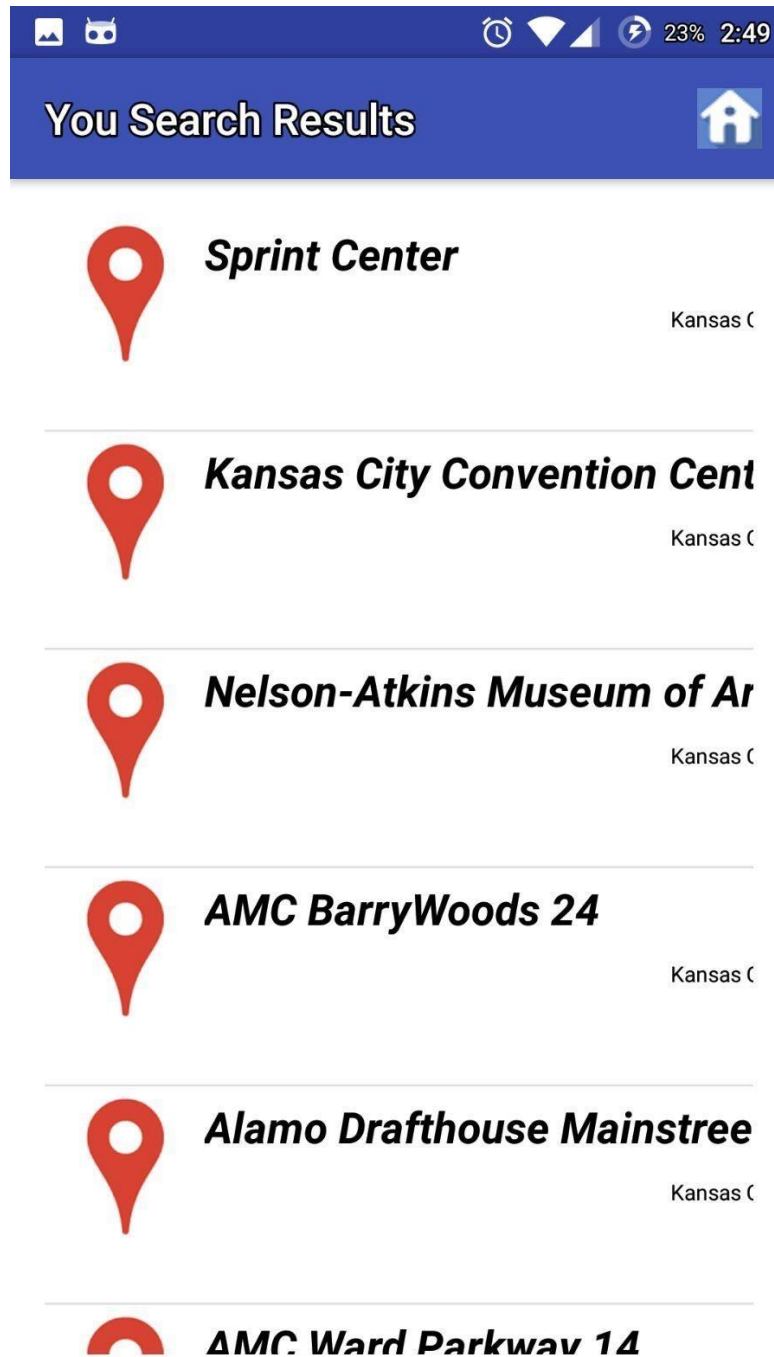 23% 2:49
You Search Results
Sprint Center
Kansas
Kansas City Convention Cent
Kansas
Nelson-Atkins Museum of Ar
Kansas
AMC BarryWoods 24
Kansas
Alamo Drafthouse Mainstree
Kansas
AMC Ward Parkway 14